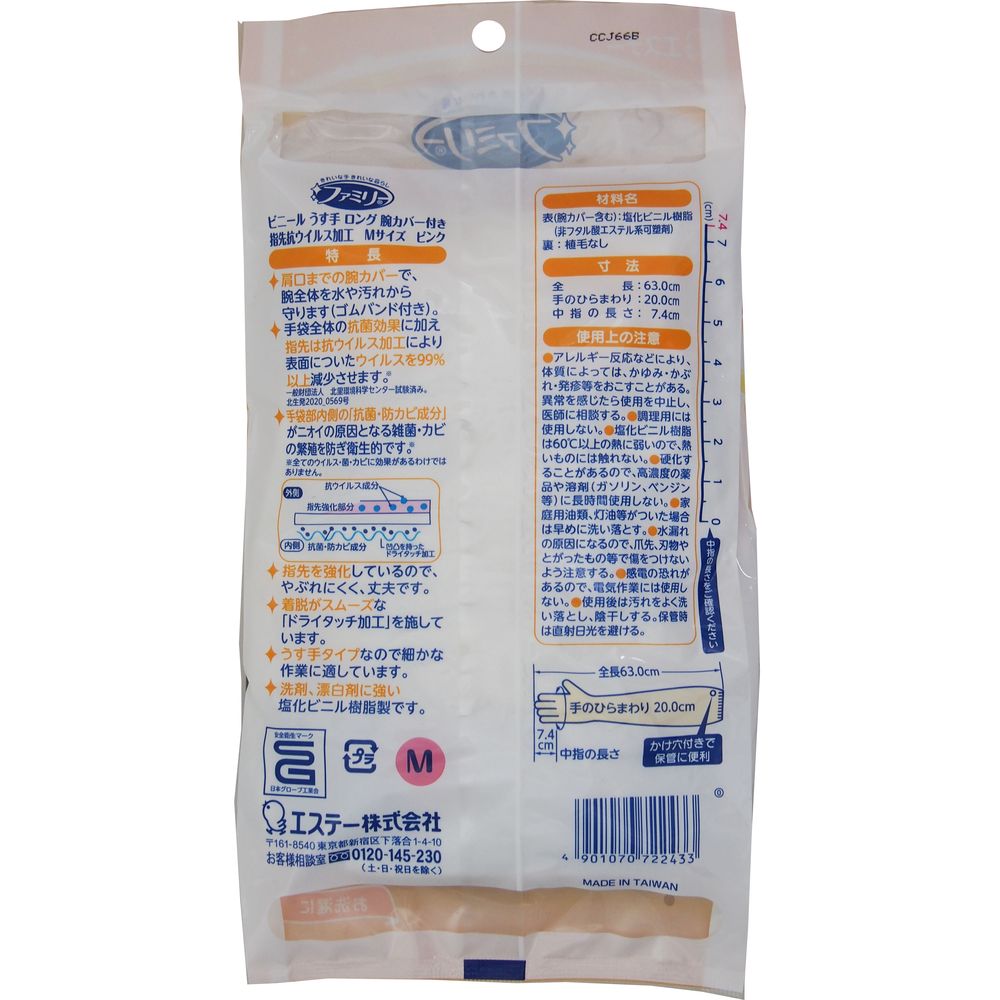 CCJ66B
ファミリー®
きれいな手 きれいな暮らし
ファミリー®
ビニール うす手 ロング 腕カバー付き
指先抗ウイルス加工 Mサイズ ピンク
特長
肩口までの腕カバーで、
腕全体を水や汚れから
守ります(ゴムバンド付き)。
手袋全体の抗菌効果に加え
指先は抗ウイルス加工により
表面についたウイルスを99%
以上減少させます。※
一般財団法人 北里環境科学センター試験済み。
北生発2020_0569号
手袋部内側の「抗菌・防カビ成分」
がニオイの原因となる雑菌・カビ
の繁殖を防ぎ衛生的です。※
※全てのウイルス・菌・カビに効果があるわけでは
ありません。
外側
抗ウイルス成分
指先強化部分
内側
抗菌・防カビ成分
凹凸を持った
ドライタッチ加工
指先を強化しているので、
やぶれにくく、丈夫です。
着脱がスムーズな
「ドライタッチ加工」を施して
います。
うす手タイプなので細かな
作業に適しています。
洗剤、漂白剤に強い
塩化ビニル樹脂製です。
安全衛生マーク
日本グローブ工業会
プラ
M
エステー株式会社
〒161-8540 東京都新宿区下落合1-4-10
お客様相談室 0120-145-230
(土・日・祝日を除く)
材料名
表(腕カバー含む):塩化ビニル樹脂
(非フタル酸エステル系可塑剤)
裏:植毛なし
寸法
全長:63.0cm
手のひらまわり:20.0cm
中指の長さ:7.4cm
使用上の注意
●アレルギー反応などにより、
体質によっては、かゆみ・かぶ
れ・発疹等をおこすことがある。
異常を感じたら使用を中止し、
医師に相談する。●調理用には
使用しない。●塩化ビニル樹脂
は60℃以上の熱に弱いので、熱
いものには触れない。●硬化す
ることがあるので、高濃度の薬
品や溶剤(ガソリン、ベンジン
等)に長時間使用しない。●家
庭用油類、灯油等がついた場合
は早めに洗い落とす。●水漏れ
の原因になるので、爪先、刃物や
とがったもの等で傷をつけない
よう注意する。●感電の恐れが
あるので、電気作業には使用し
ない。●使用後は汚れをよく洗
い落とし、陰干しする。保管時
は直射日光を避ける。
(cm)
7.4
7
6
5
4
3
2
1
0
中指の長さをご確認ください
全長63.0cm
手のひらまわり 20.0cm
7.4
cm
中指の長さ
かけ穴付きで
保管に便利
4 901070 722433
MADE IN TAIWAN
お洗濯に